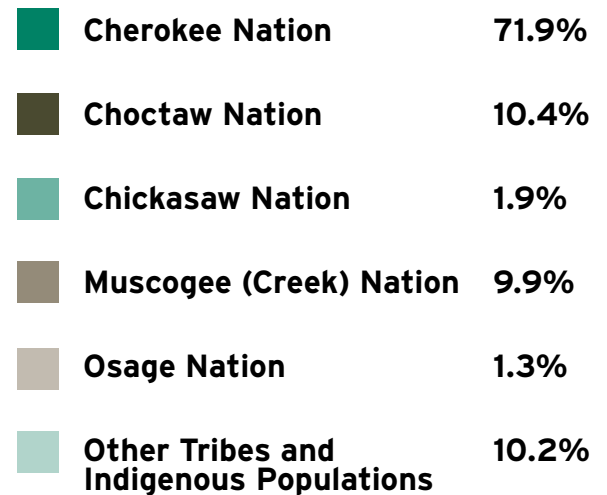 Cherokee Nation 71.9%
Choctaw Nation 10.4%
Chickasaw Nation 1.9%
Muscogee (Creek) Nation 9.9%
Osage Nation 1.3%
Other Tribes and 10.2%
Indigenous Populations